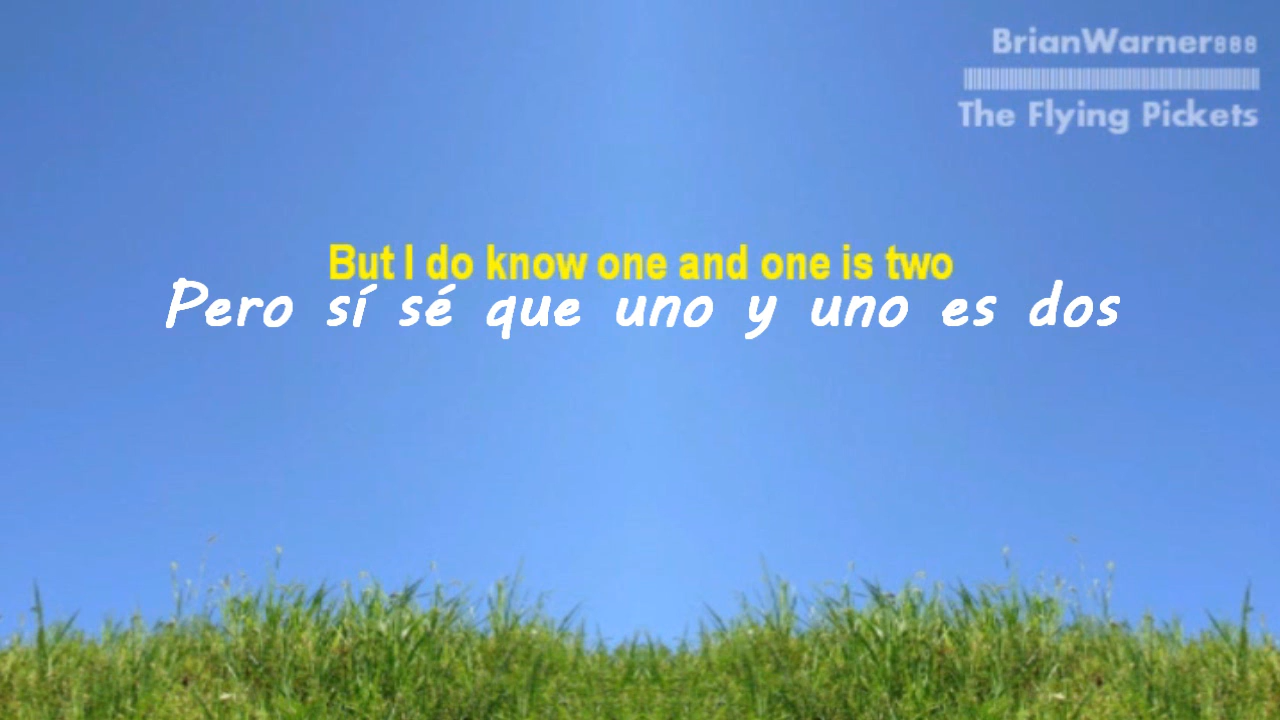 BrianWarner666
The Flying Pickets
But I do know one and one is two
Pero sí sé que uno y uno es dos